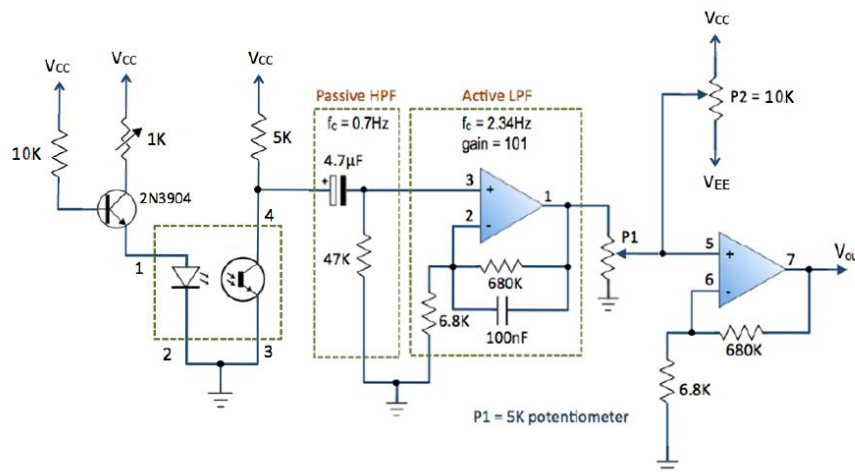 VCC
VCC
VCC
VCC
Passive HPF
Active LPF
fc = 0.7Hz
fc = 2.34Hz
gain = 101
P2 = 10K
10K
1K
5K
4.7µF
2N3904
VEE
3
+
1
2
-
4
1
47K
680K
6.8K
100nF
P1
5
+
7
6
-
VOU
680K
6.8K
2
3
P1 = 5K potentiometer
+